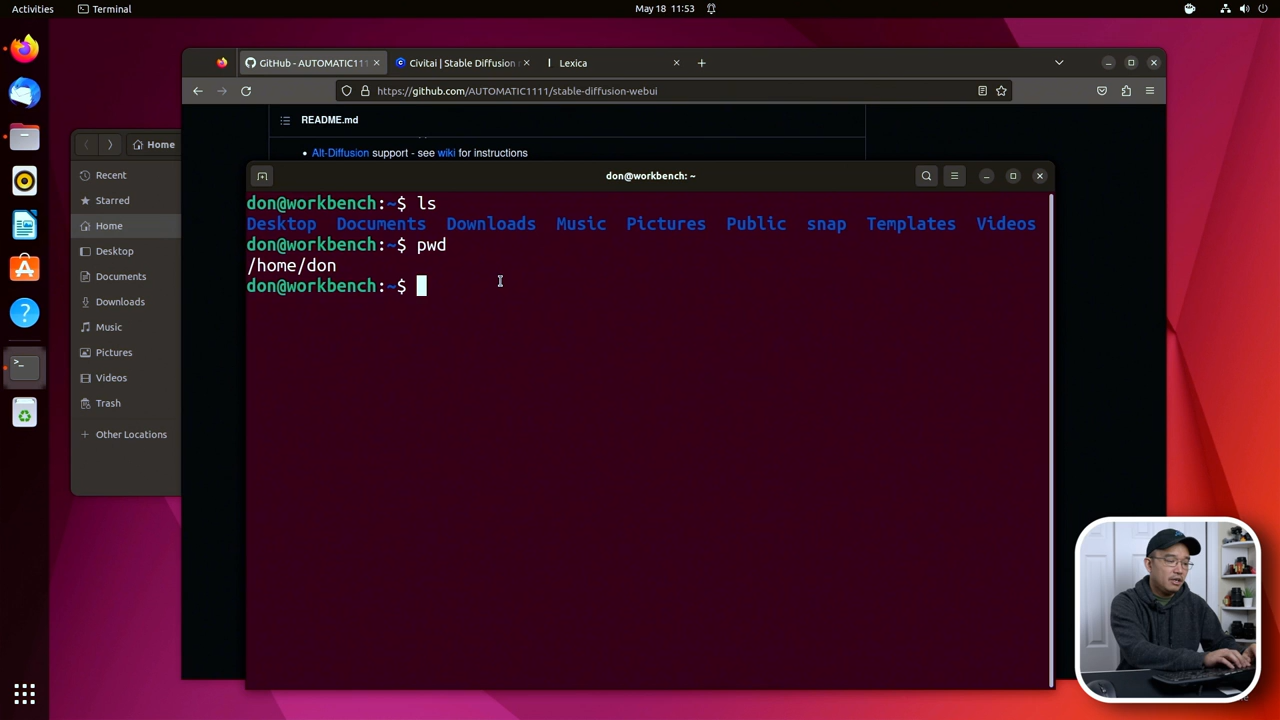 Activities
Terminal
May 18 11:53
GitHub - AUTOMATIC1111
Civitai | Stable Diffusion
Lexica
https://github.com/AUTOMATIC1111/stable-diffusion-webui
README.md
• Alt-Diffusion support - see wiki for instructions
Home
Recent
Starred
Home
Desktop
Documents
Downloads
Music
Pictures
Videos
Trash
+ Other Locations
don@workbench: ~
don@workbench:~$ ls
Desktop Documents Downloads Music Pictures Public snap Templates Videos
don@workbench:~$ pwd
/home/don
don@workbench:~$